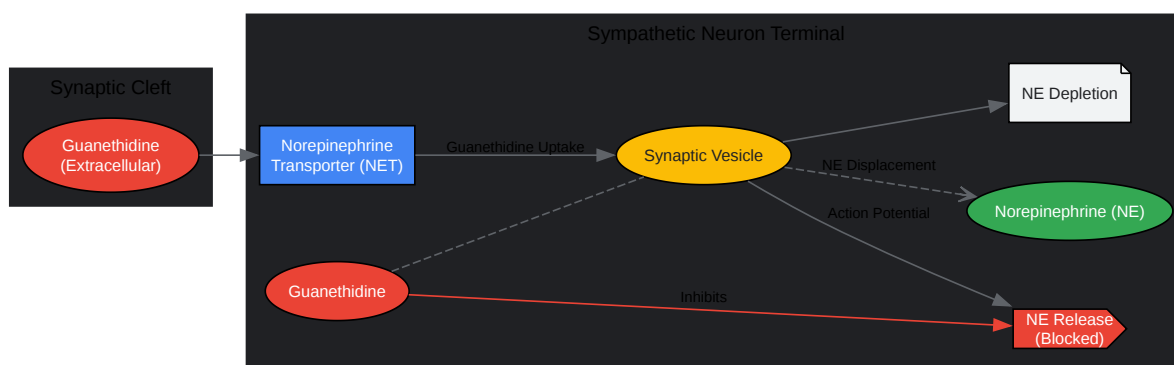 Sympathetic Neuron Terminal
Synaptic Cleft
Guanethidine
(Extracellular)
Norepinephrine
Transporter (NET)
Guanethidine Uptake
Synaptic Vesicle
NE Depletion
NE Displacement
Norepinephrine (NE)
Action Potential
Guanethidine
Inhibits
NE Release
(Blocked)